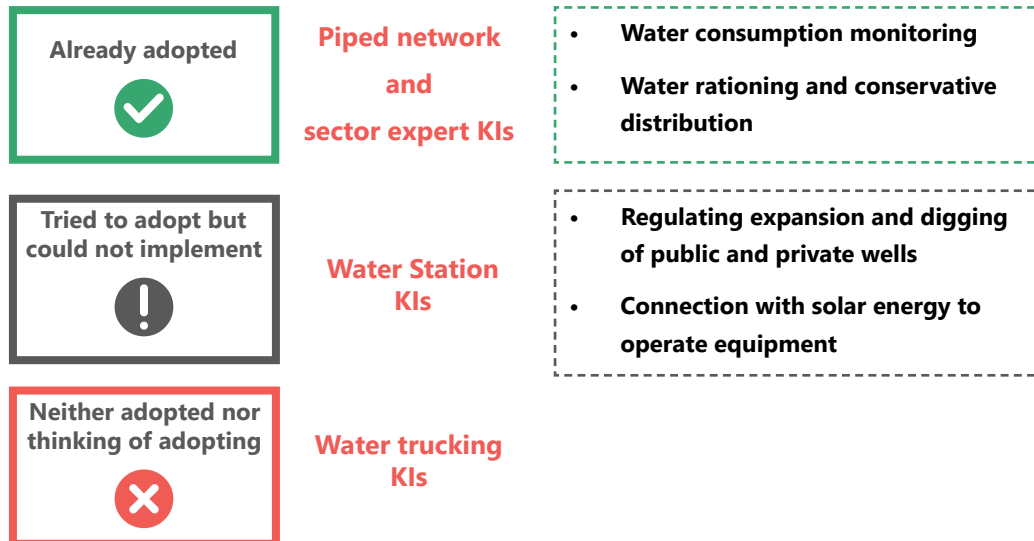 Already adopted
Piped network
and
sector expert KIs
• Water consumption monitoring
• Water rationing and conservative
distribution
Tried to adopt but
could not implement
Water Station
KIs
• Regulating expansion and digging
of public and private wells
• Connection with solar energy to
operate equipment
Neither adopted nor
thinking of adopting
Water trucking
KIs